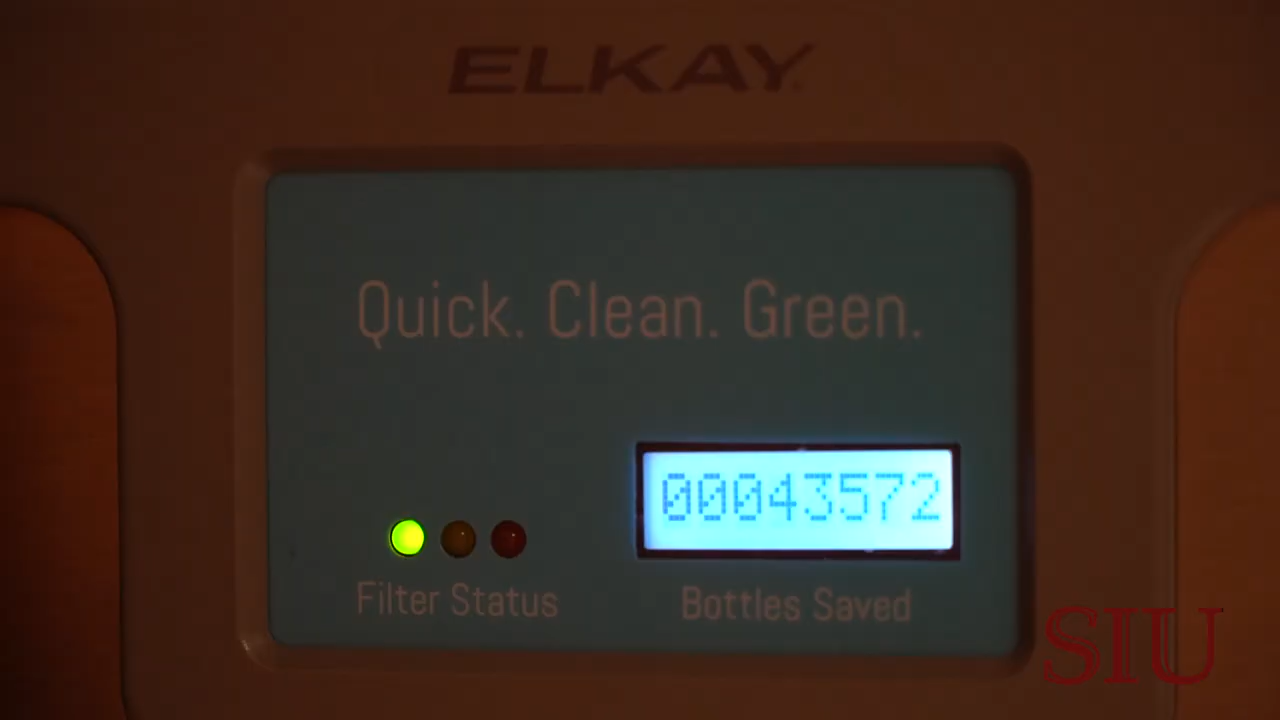 ELKAY
Quick. Clean. Green.
00043572
Filter Status
Bottles Saved
SIU